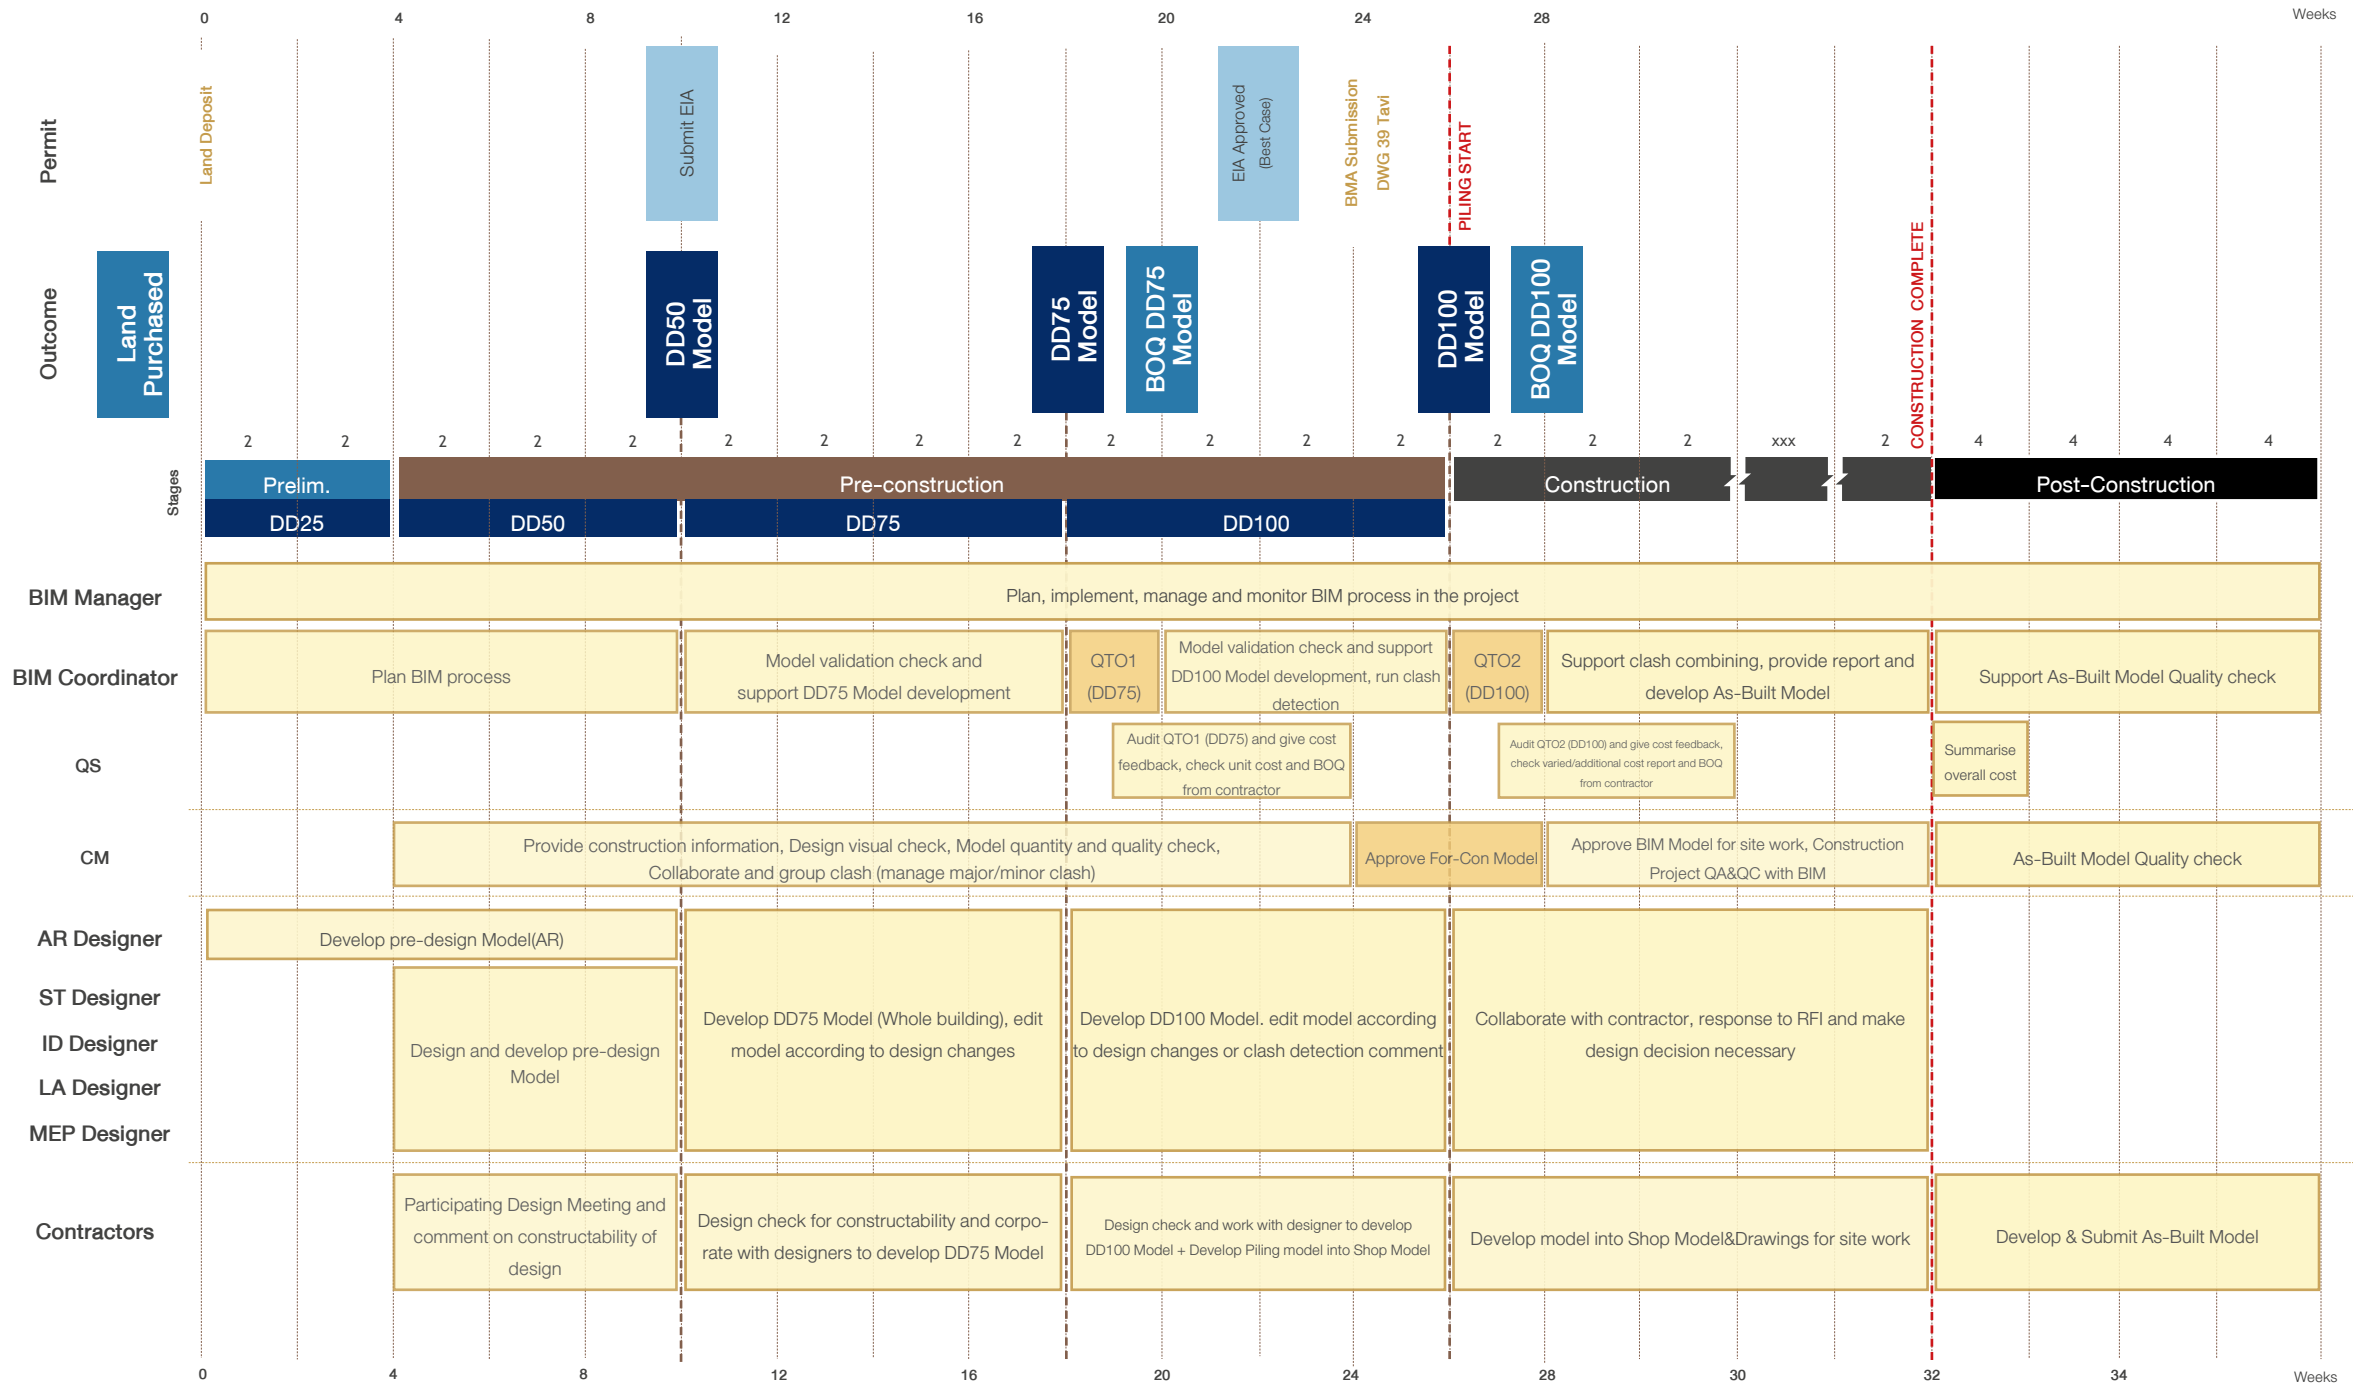 0 4 8 12 16 20 24 28 Weeks
Permit
Land Deposit
Submit EIA
EIA Approved
(Best Case)
BMA Submission
DWG 39 Tavi
PILING START
Outcome
Land
Purchased
DD50
Model
DD75
Model
BOQ DD75
Model
DD100
Model
BOQ DD100
Model
CONSTRUCTION COMPLETE
2 2 2 2 2 2 2 2 2 2 2 2 2 2 2 2 xxx 2 4 4 4 4
Stages
Prelim.
Pre-construction
Construction
Post-Construction
DD25
DD50
DD75
DD100
BIM Manager
Plan, implement, manage and monitor BIM process in the project
BIM Coordinator
Plan BIM process
Model validation check and
support DD75 Model development
QTO1
(DD75)
Model validation check and support
DD100 Model development, run clash
detection
QTO2
(DD100)
Support clash combining, provide report and
develop As-Built Model
Support As-Built Model Quality check
QS
Audit QTO1 (DD75) and give cost
feedback, check unit cost and BOQ
from contractor
Audit QTO2 (DD100) and give cost feedback,
check varied/additional cost report and BOQ
from contractor
Summarise
overall cost
CM
Provide construction information, Design visual check, Model quantity and quality check,
Collaborate and group clash (manage major/minor clash)
Approve For-Con Model
Approve BIM Model for site work, Construction
Project QA&QC with BIM
As-Built Model Quality check
AR Designer
Develop pre-design Model(AR)
ST Designer
ID Designer
LA Designer
MEP Designer
Design and develop pre-design
Model
Develop DD75 Model (Whole building), edit
model according to design changes
Develop DD100 Model. edit model according
to design changes or clash detection comment
Collaborate with contractor, response to RFI and make
design decision necessary
Contractors
Participating Design Meeting and
comment on constructability of
design
Design check for constructability and corpo-
rate with designers to develop DD75 Model
Design check and work with designer to develop
DD100 Model + Develop Piling model into Shop Model
Develop model into Shop Model&Drawings for site work
Develop & Submit As-Built Model
0 4 8 12 16 20 24 28 30 32 34 Weeks